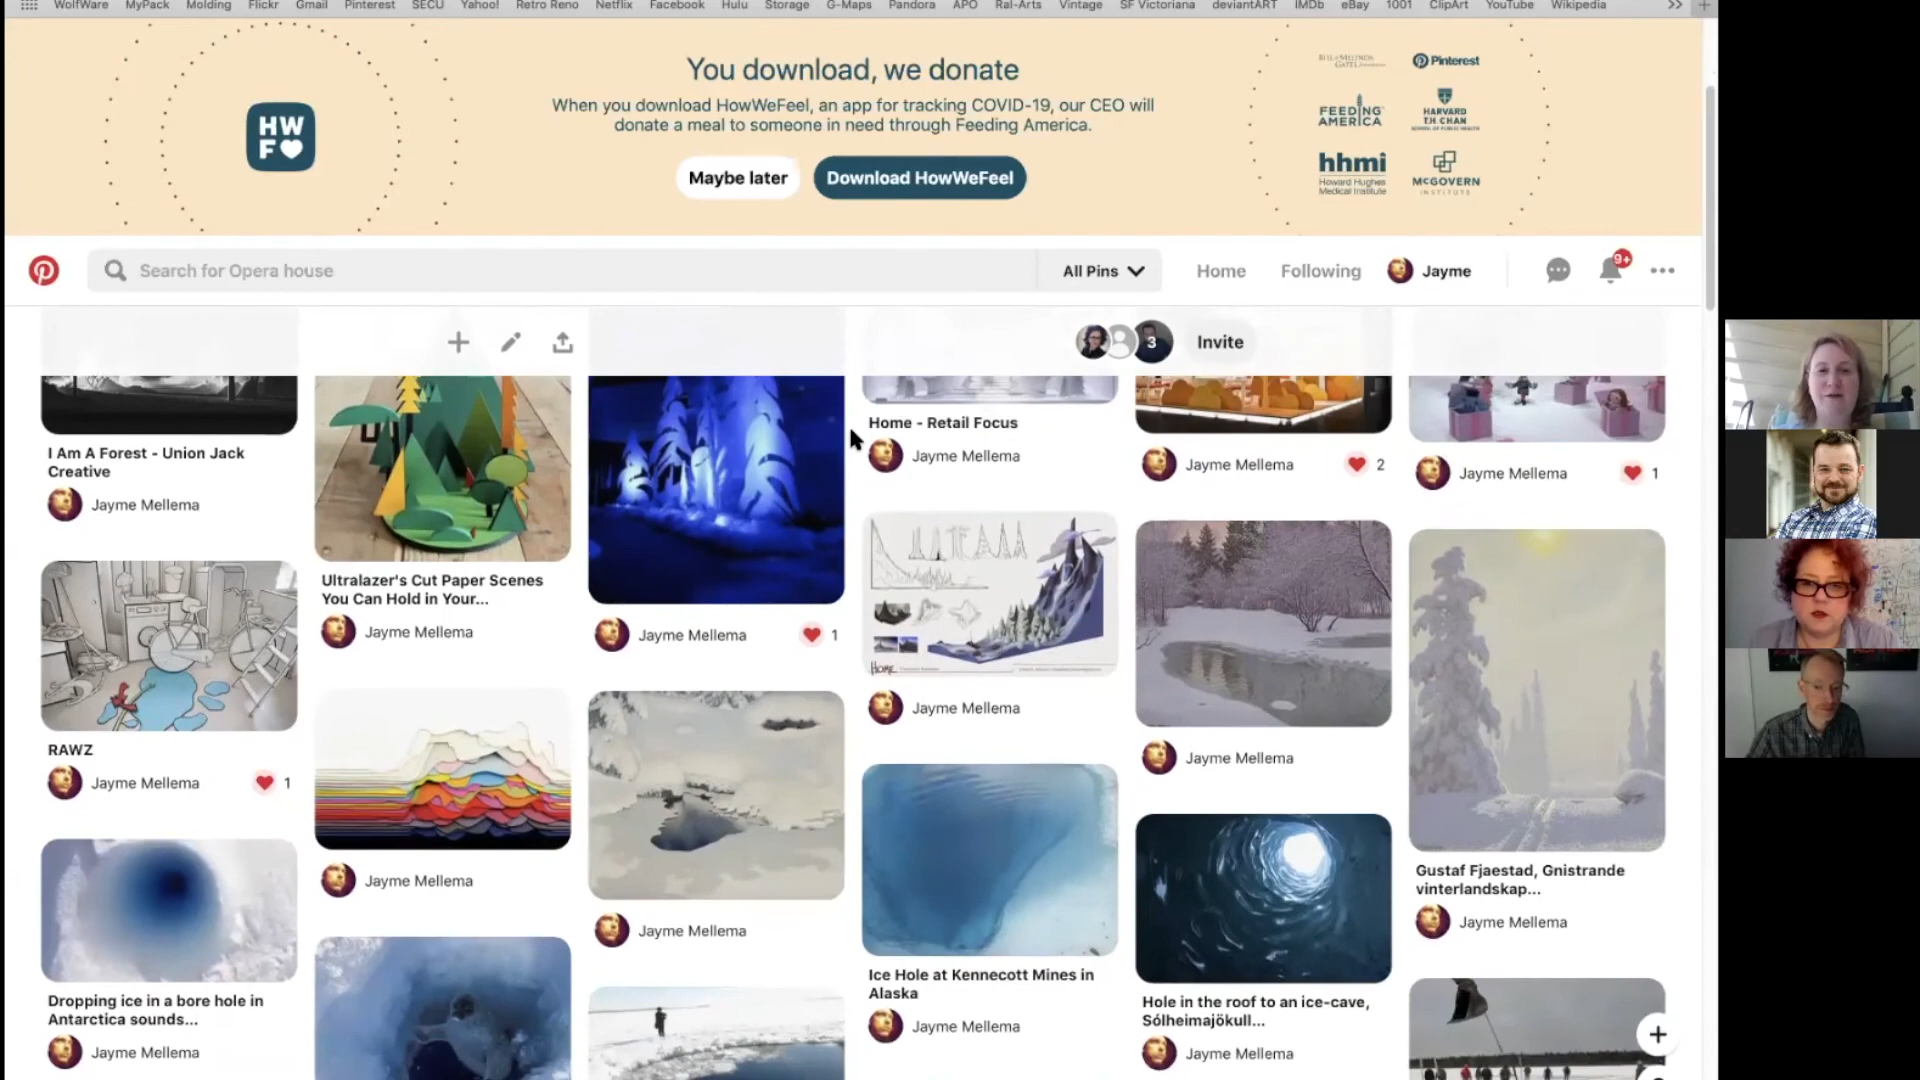 WolfWare MyPack Molding Flickr Gmail Pinterest SECU Yahoo! Retro Reno Netflix Facebook Hulu Storage G-Maps Pandora APO Ral-Arts Vintage SF Victoriana deviantART IMDb eBay 1001 ClipArt YouTube Wikipedia
HW
F
You download, we donate
When you download HowWeFeel, an app for tracking COVID-19, our CEO will
donate a meal to someone in need through Feeding America.
Maybe later
Download HowWeFeel
Pinterest
FEEDING
AMERICA
HARVARD
T.H. CHAN
SCHOOL OF PUBLIC HEALTH
hhmi
Howard Hughes
Medical Institute
McGOVERN
INSTITUTE
Search for Opera house
All Pins
Home
Following
Jayme
9+
3
Invite
I Am A Forest - Union Jack
Creative
Jayme Mellema
RAWZ
Jayme Mellema
1
Dropping ice in a bore hole in
Antarctica sounds...
Jayme Mellema
Ultralazer's Cut Paper Scenes
You Can Hold in Your...
Jayme Mellema
Jayme Mellema
Jayme Mellema
1
Jayme Mellema
Home - Retail Focus
Jayme Mellema
HOME
Jayme Mellema
Ice Hole at Kennecott Mines in
Alaska
Jayme Mellema
Jayme Mellema
2
Jayme Mellema
Hole in the roof to an ice-cave,
Sólheimajökull...
Jayme Mellema
Jayme Mellema
1
Gustaf Fjaestad, Gnistrande
vinterlandskap...
Jayme Mellema